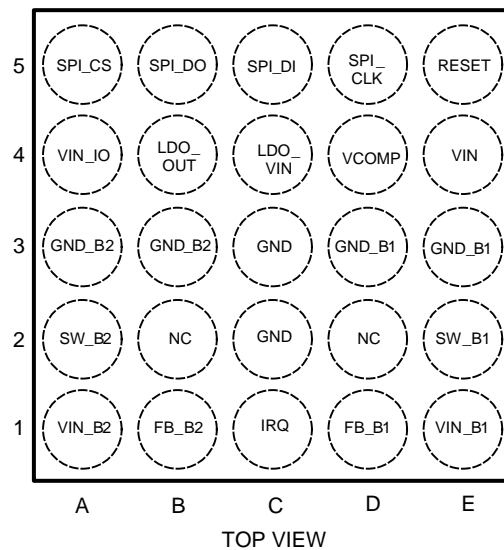 5 SPI_CS SPI_DO SPI_DI SPI_ CLK RESET
4 VIN_IO LDO_ OUT LDO_ VIN VCOMP VIN
3 GND_B2 GND_B2 GND GND_B1 GND_B1
2 SW_B2 NC GND NC SW_B1
1 VIN_B2 FB_B2 IRQ FB_B1 VIN_B1
A B C D E
TOP VIEW